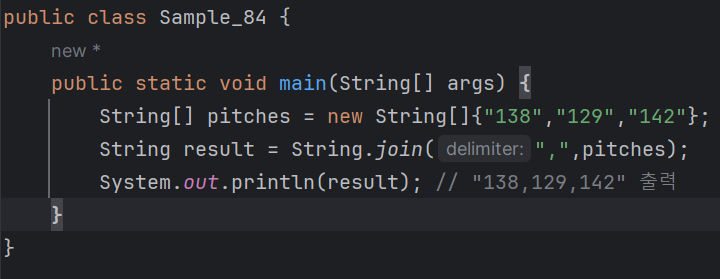 public class Sample_84 {
new *
public static void main(String[] args) {
String[] pitches = new String[]{"138","129","142"};
String result = String.join( delimiter: ",",pitches);
System.out.println(result); // "138,129,142" 출력
}
}